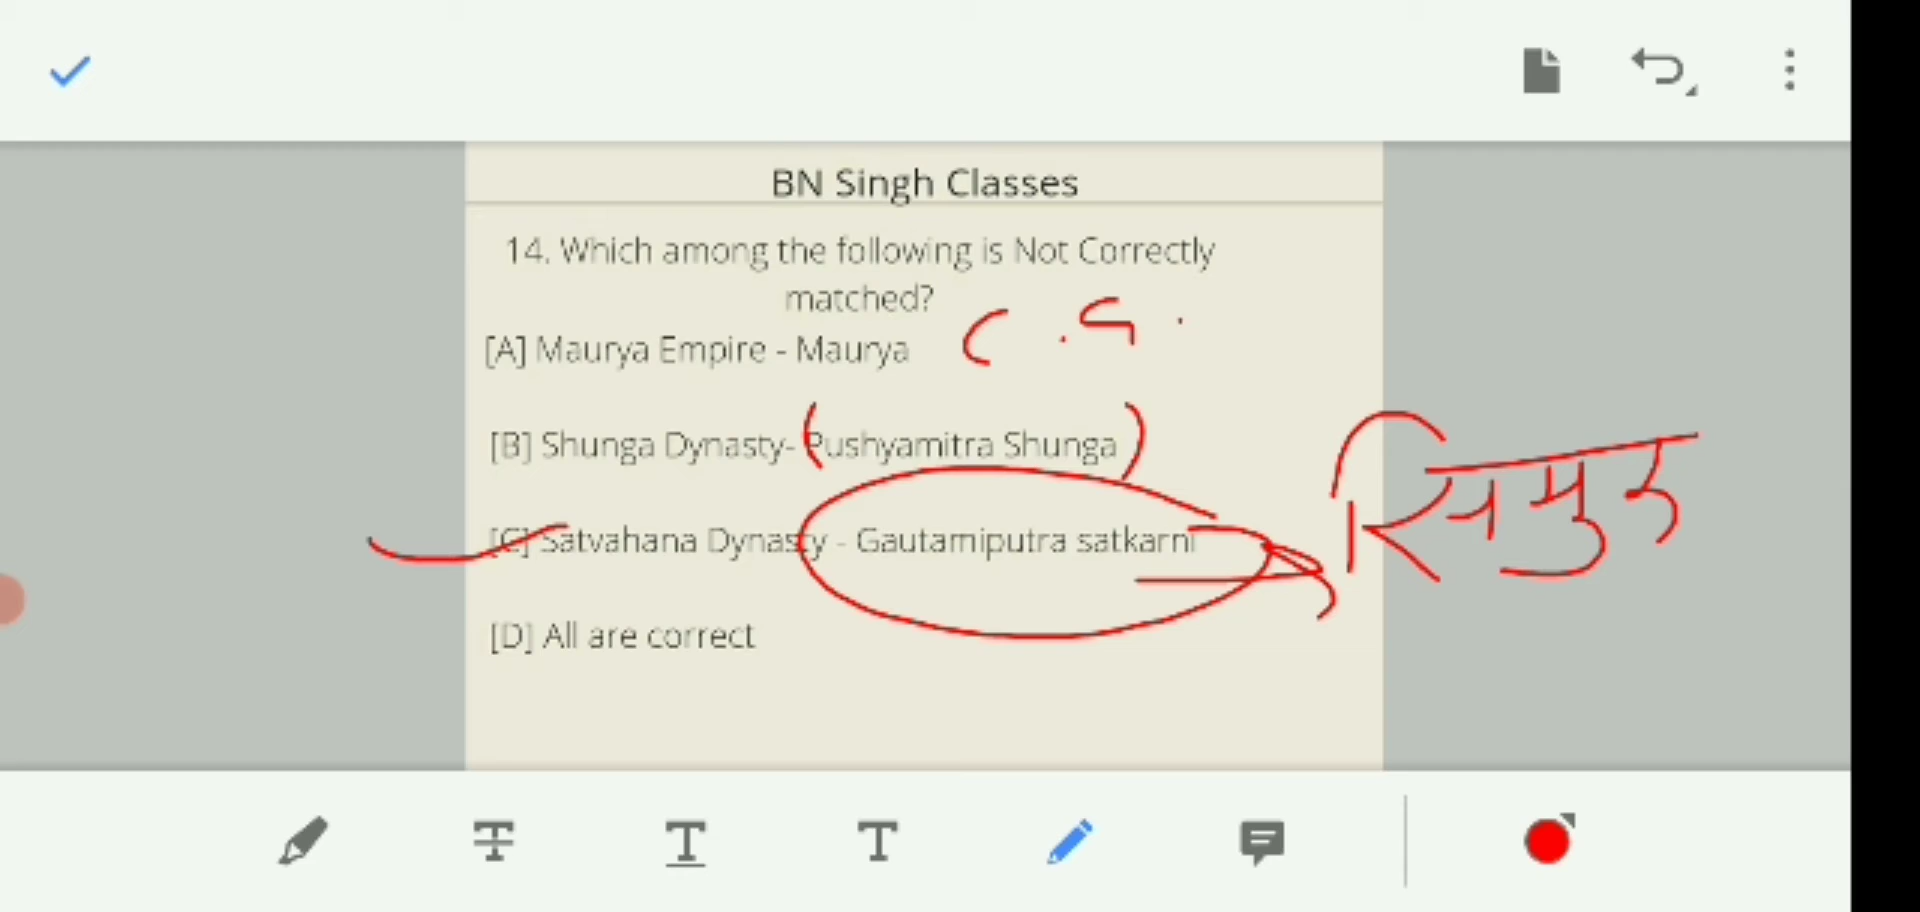 BN Singh Classes
14. Which among the following is Not Correctly
matched?
[A] Maurya Empire - Maurya
[B] Shunga Dynasty- Pushyamitra Shunga
[C] Satvahana Dynasty - Gautamiputra satkarni
[D] All are correct